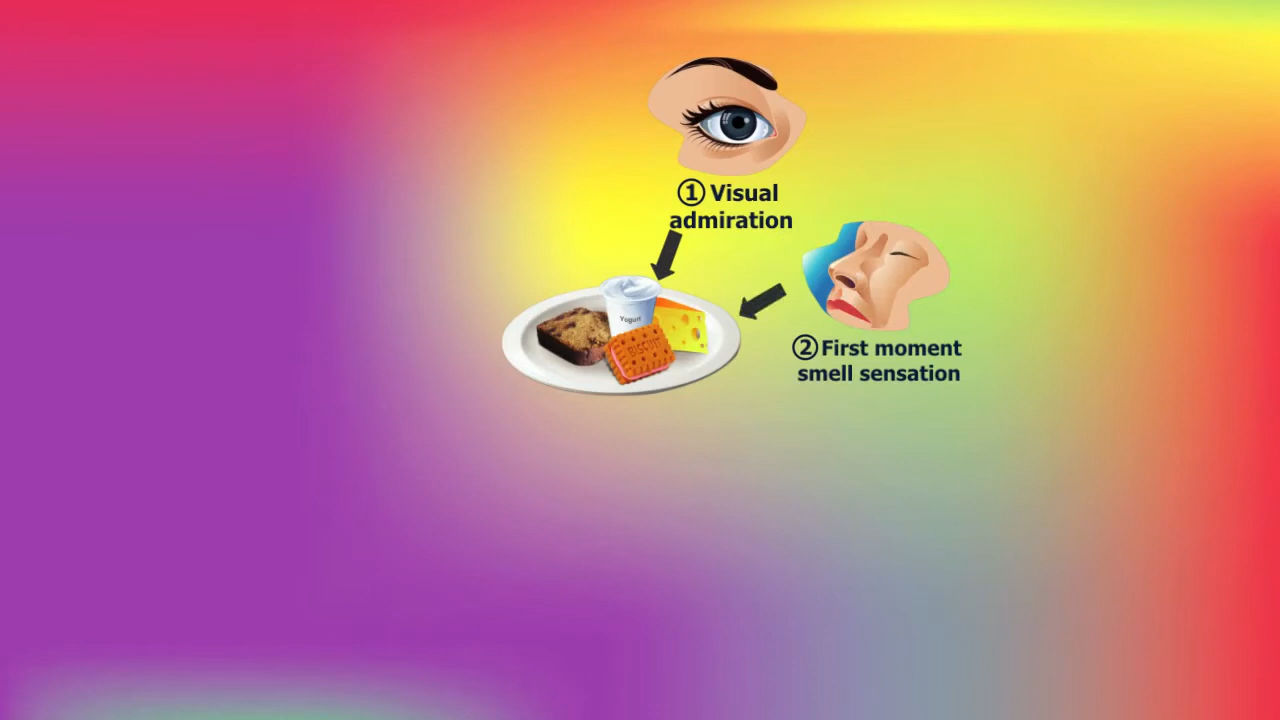 ① Visual
admiration
Yogurt
BISCUIT
② First moment
smell sensation